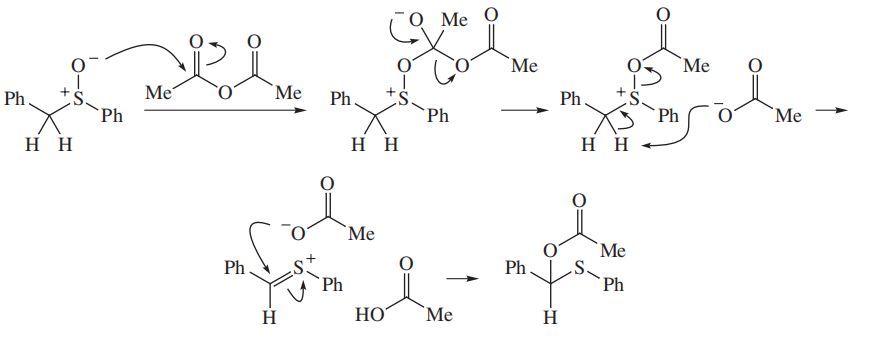 O⁻ O O ⁻O Me O O
Ph +S Ph Me O Me O O Me O Me O
Ph +S Ph Ph +S Ph ⁻O Me
H H H H H H
O O
⁻O Me O Me
Ph S+ Ph O Ph S Ph
H HO Me H